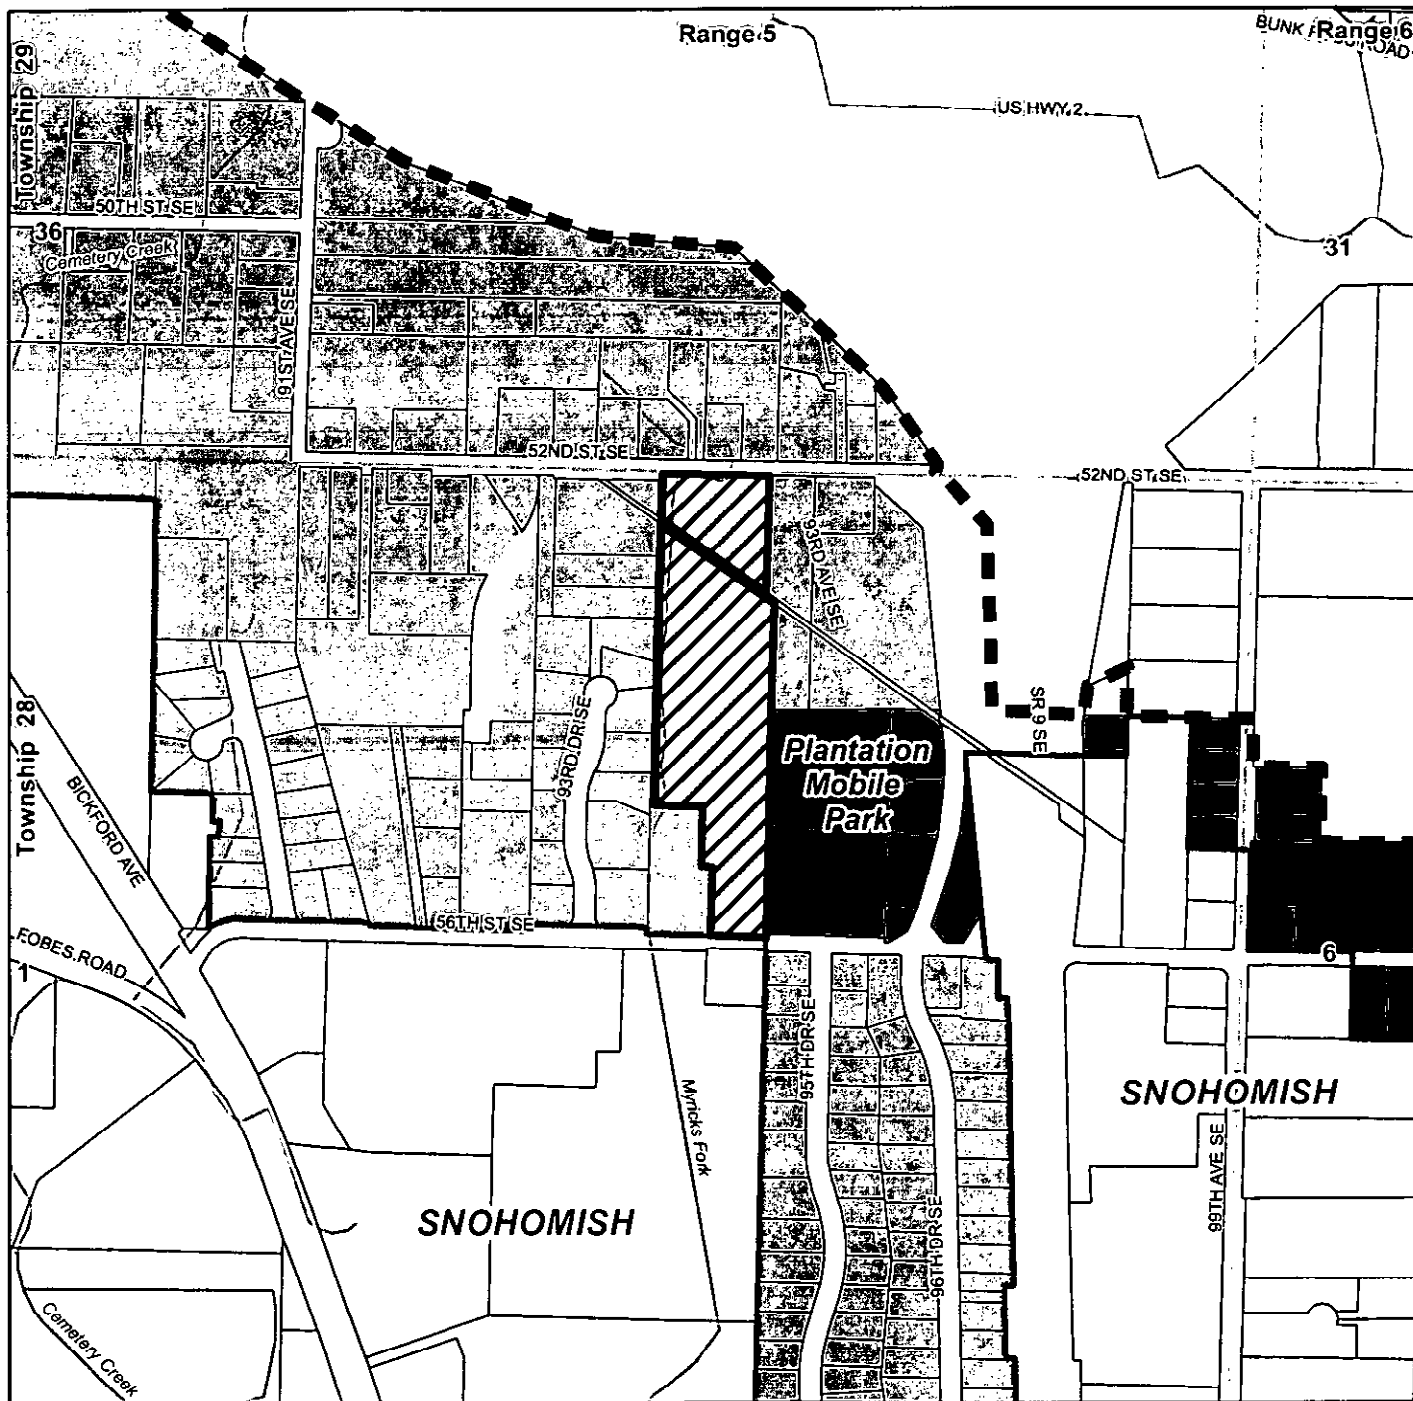 Range 5
Range 6
Township 29
US HWY 2
50TH ST SE
36
Cemetery Creek
31
91ST AVE SE
52ND ST SE
52ND ST SE
93RD AVE SE
93RD DR SE
SR 9 SE
Plantation
Mobile
Park
Township 28
BICKFORD AVE
56TH ST SE
FOBES ROAD
1
6
95TH DR SE
Myricks Fork
SNOHOMISH
99TH AVE SE
96TH DR SE
SNOHOMISH
Cemetery Creek